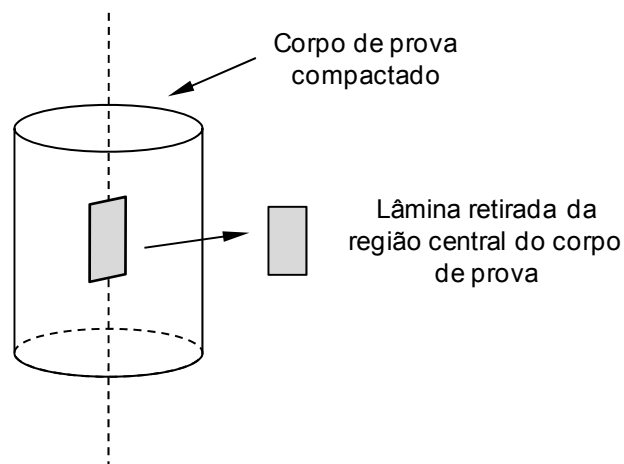 Corpo de prova
compactado
Lâmina retirada da
região central do corpo
de prova